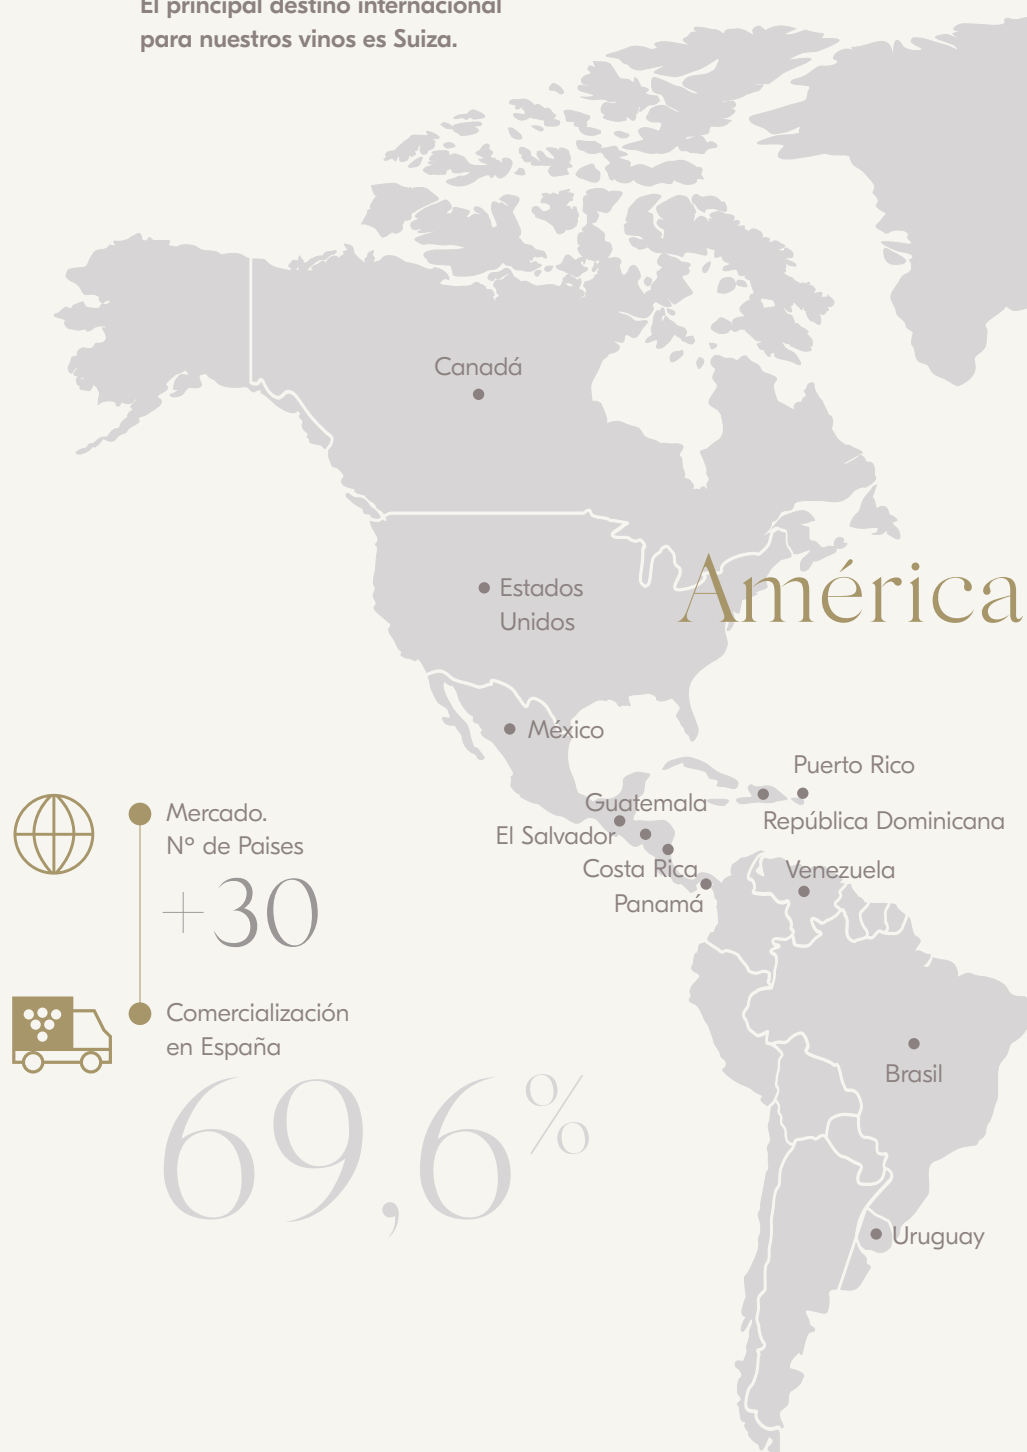 El principal destino internacional
para nuestros vinos es Suiza.
Canadá
América
Estados
Unidos
México
Puerto Rico
Guatemala
República Dominicana
El Salvador
Costa Rica
Venezuela
Panamá
Mercado.
Nº de Paises
+30
Comercialización
en España
69,6%
Brasil
Uruguay